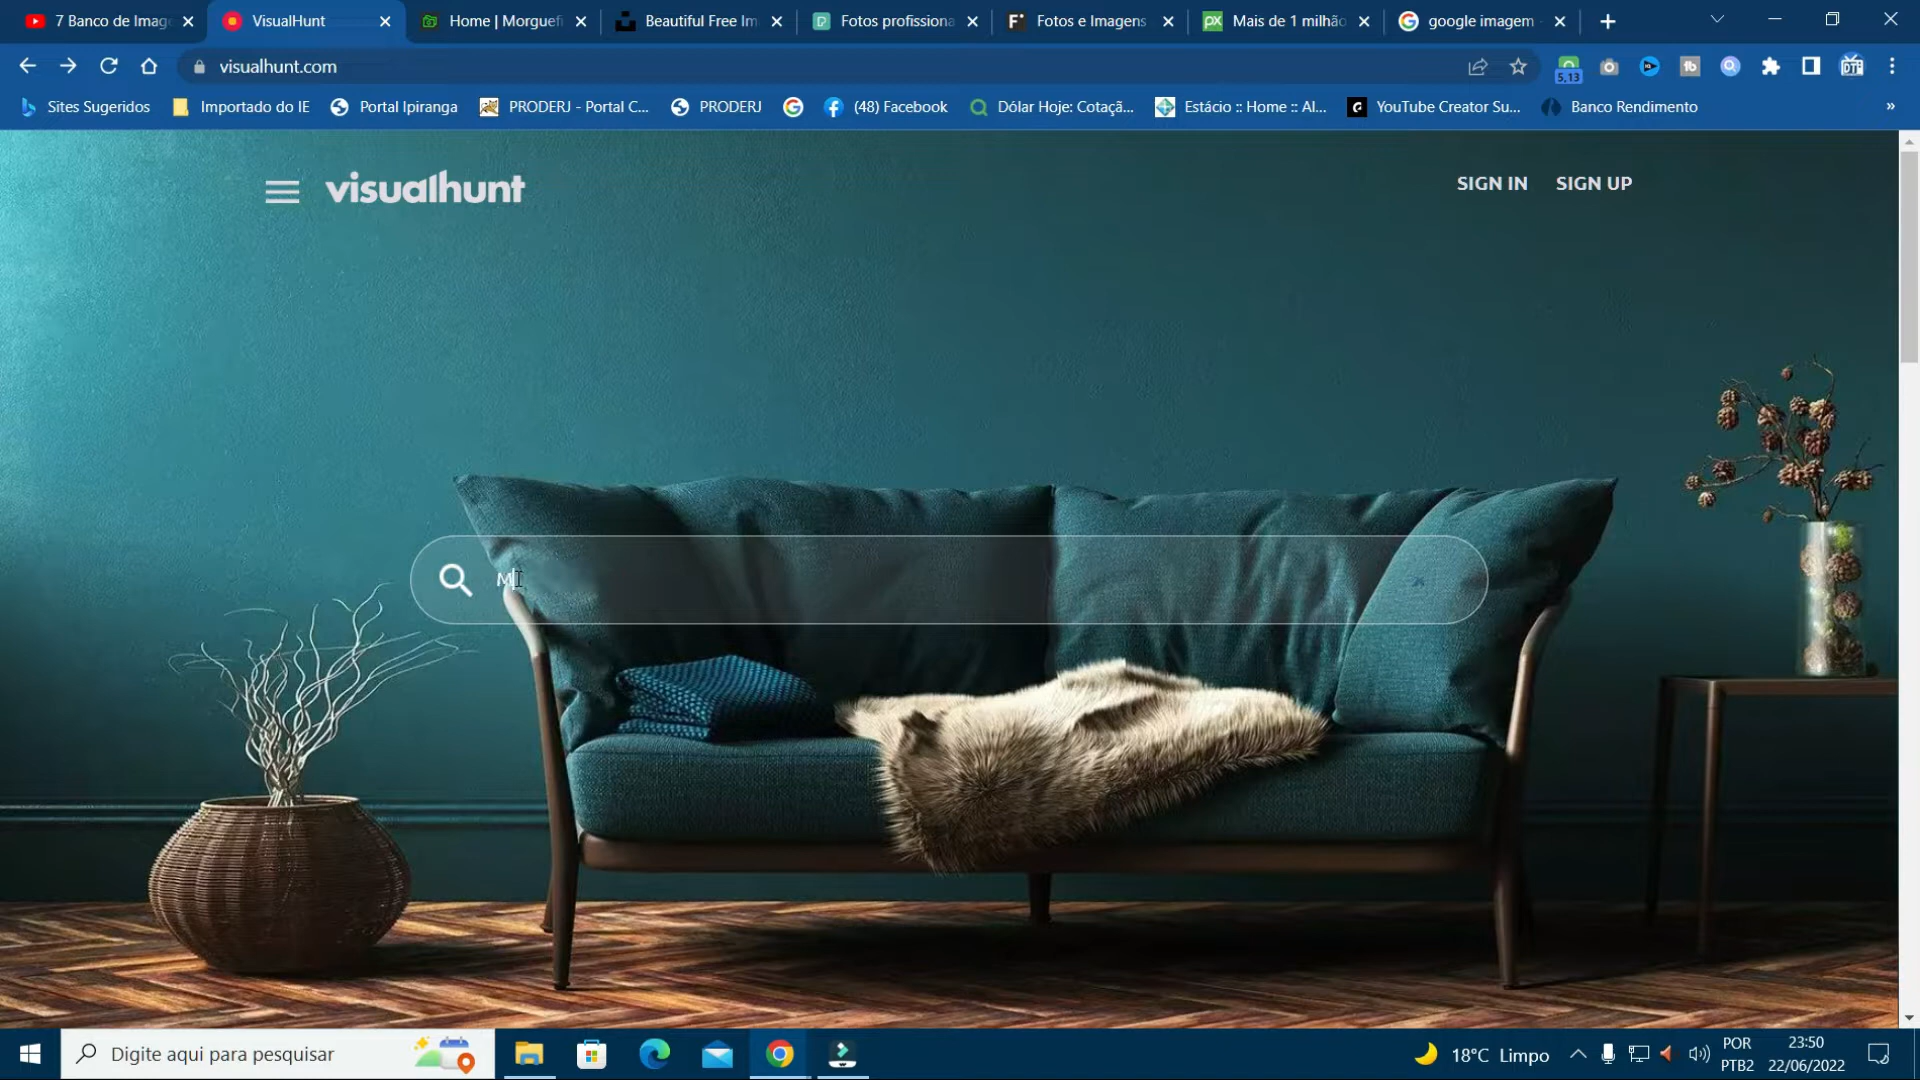 7 Banco de Imag
VisualHunt
Home | Morguefi
Beautiful Free Im
Fotos profissiona
Fotos e Imagens
Mais de 1 milhão
google imagem -
visualhunt.com
5,13
Sites Sugeridos
Importado do IE
Portal Ipiranga
PRODERJ - Portal C...
PRODERJ
(48) Facebook
Dólar Hoje: Cotaçã...
Estácio :: Home :: Al...
YouTube Creator Su...
Banco Rendimento
»
visualhunt
SIGN IN
SIGN UP
M
Digite aqui para pesquisar
18°C Limpo
POR
PTB2
23:50
22/06/2022